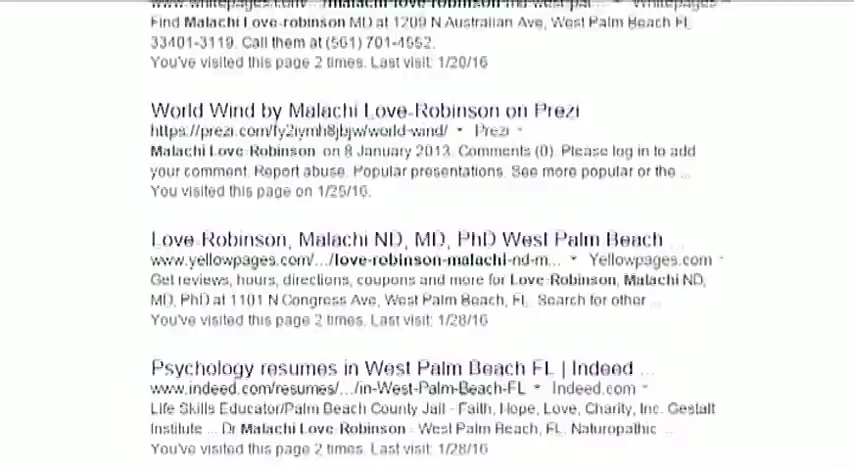 www.whitepages.com/.../malachi-love-robinson-md-west-pal... Whitepages
Find Malachi Love-robinson MD at 1209 N Australian Ave, West Palm Beach FL
33401-3119. Call them at (561) 701-4552.
You've visited this page 2 times. Last visit: 1/20/16
World Wind by Malachi Love-Robinson on Prezi
https://prezi.com/fy2iymh8jbjw/world-wind/ Prezi
Malachi Love-Robinson. on 8 January 2013. Comments (0). Please log in to add
your comment. Report abuse. Popular presentations. See more popular or the ...
You visited this page on 1/25/16.
Love-Robinson, Malachi ND, MD, PhD West Palm Beach ...
www.yellowpages.com/.../love-robinson-malachi-nd-m... Yellowpages.com
Get reviews, hours, directions, coupons and more for Love-Robinson, Malachi ND,
MD, PhD at 1101 N Congress Ave, West Palm Beach, FL. Search for other ...
You've visited this page 2 times. Last visit: 1/28/16
Psychology resumes in West Palm Beach FL | Indeed ...
www.indeed.com/resumes/.../in-West-Palm-Beach-FL Indeed.com
Life Skills Educator/Palm Beach County Jail - Faith, Hope, Love, Charity, Inc. Gestalt
Institute ... Dr Malachi Love-Robinson - West Palm Beach, FL. Naturopathic ...
You've visited this page 2 times. Last visit: 1/28/16